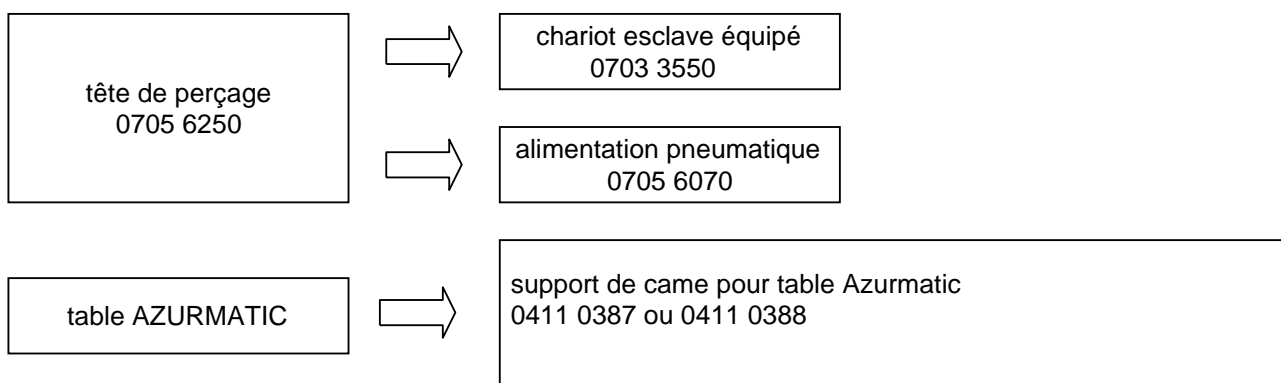 tête de perçage
0705 6250
chariot esclave équipé
0703 3550
alimentation pneumatique
0705 6070
table AZURMATIC
support de came pour table Azurmatic
0411 0387 ou 0411 0388